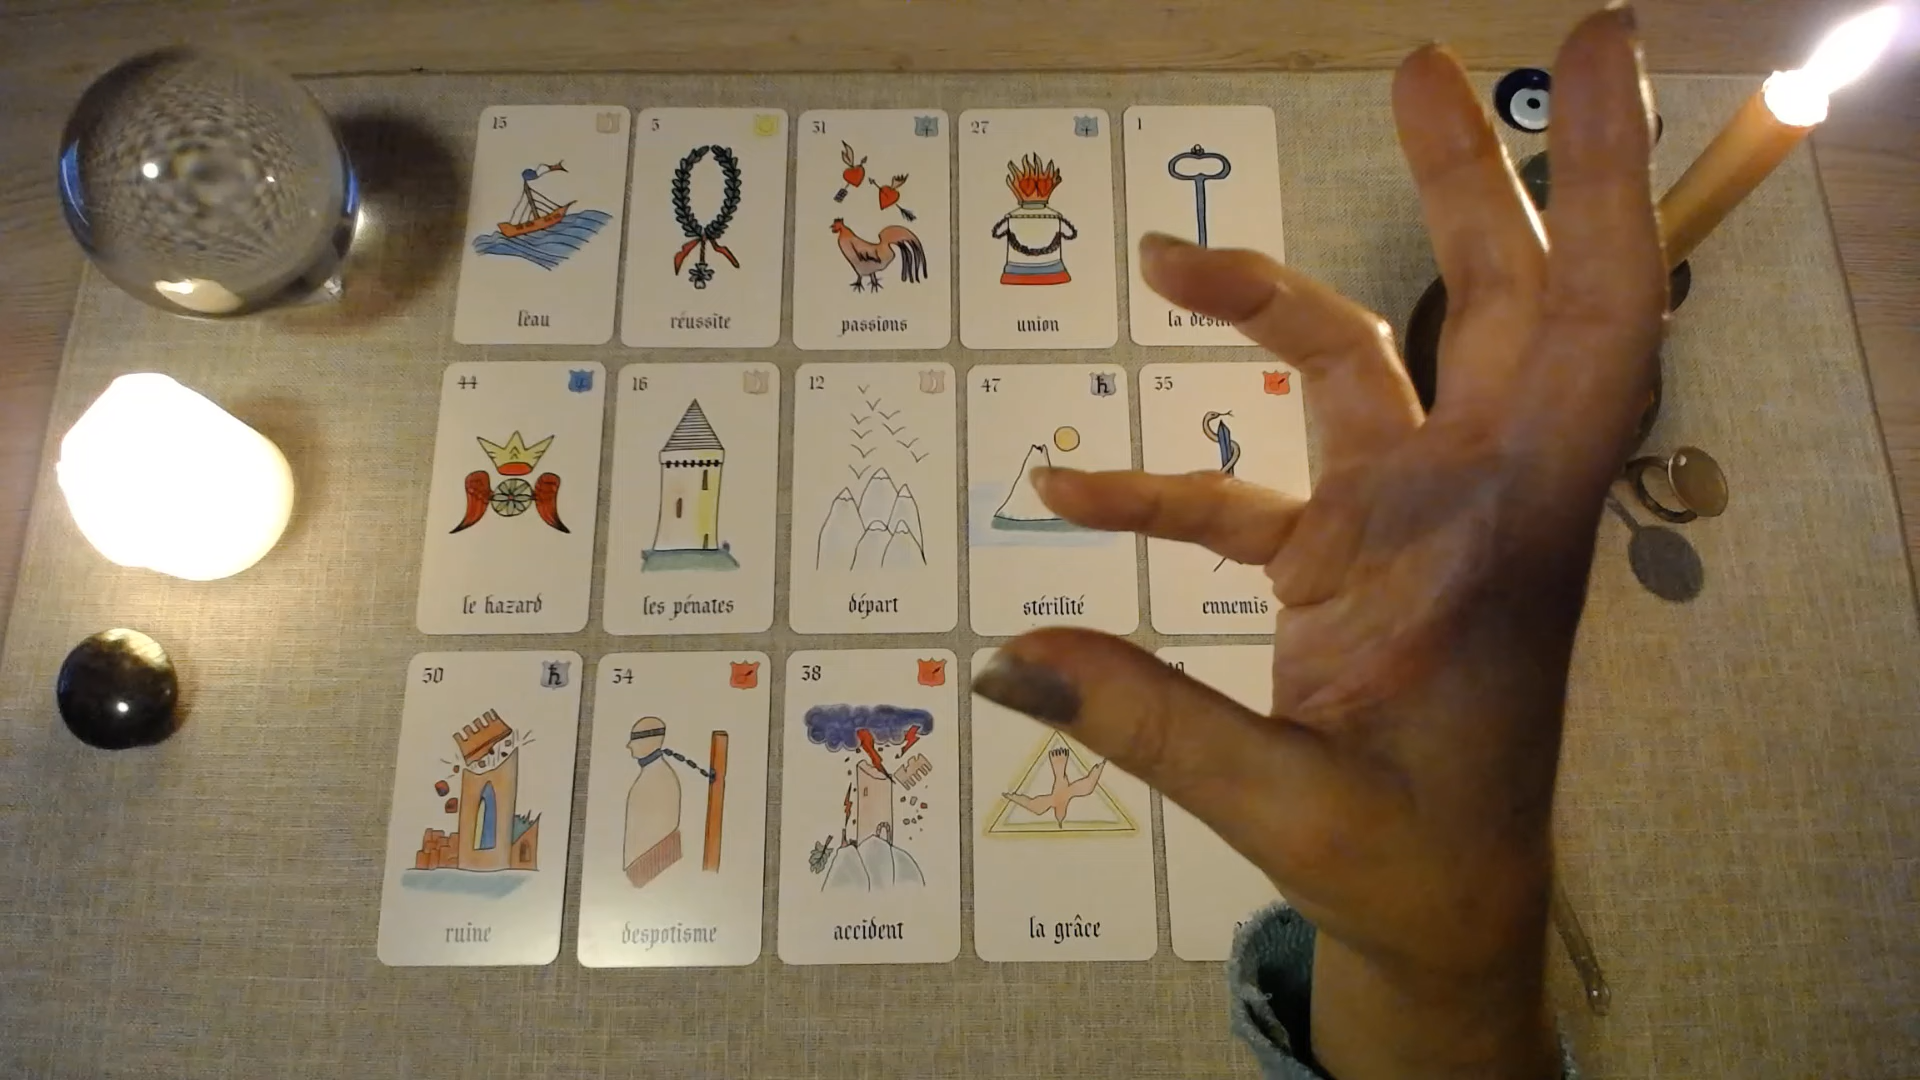 15
l'eau
5
réussite
31
passions
27
union
1
la
44
le hazard
16
les pénates
12
départ
47
stérilité
35
ennemis
50
ruine
34
despotisme
38
accident
la grâce